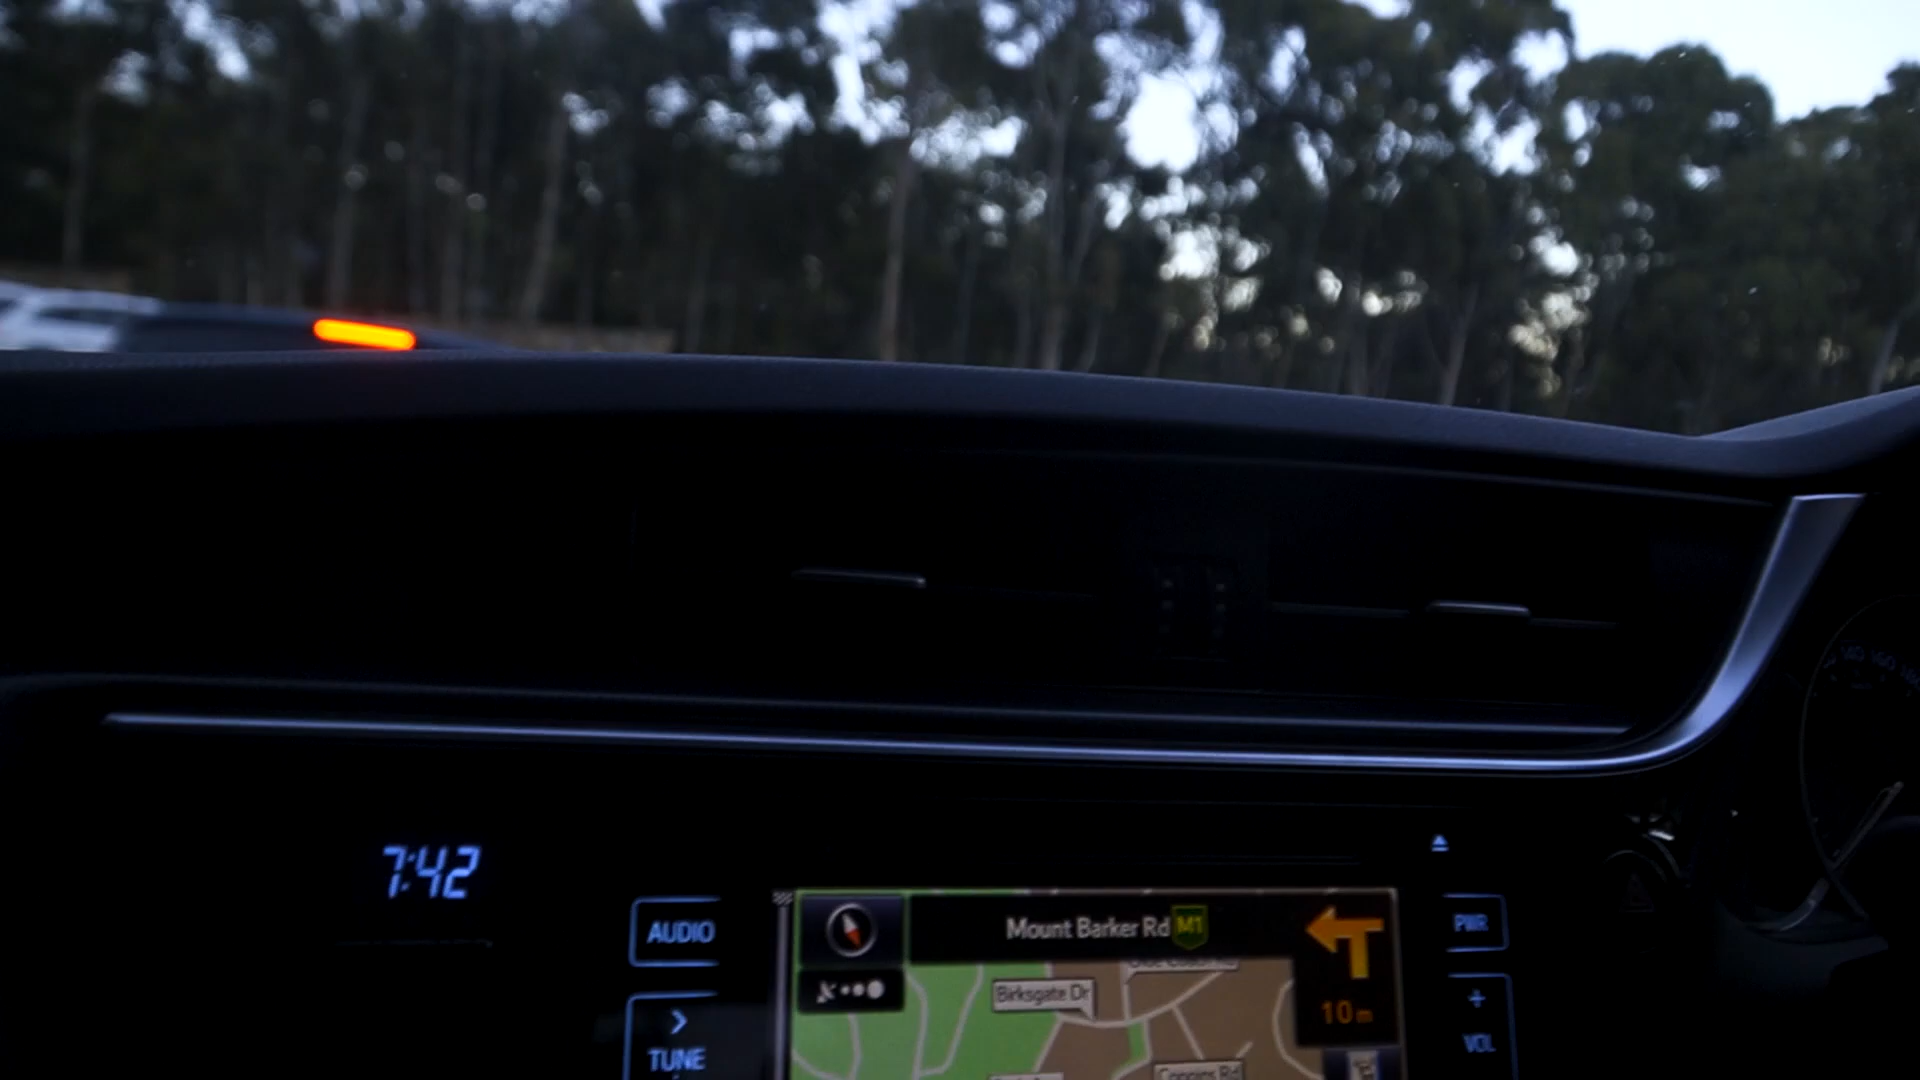 7:42
AUDIO
Mount Barker Rd M1
PWR
Birksgate Dr
10m
+
VOL
>
TUNE